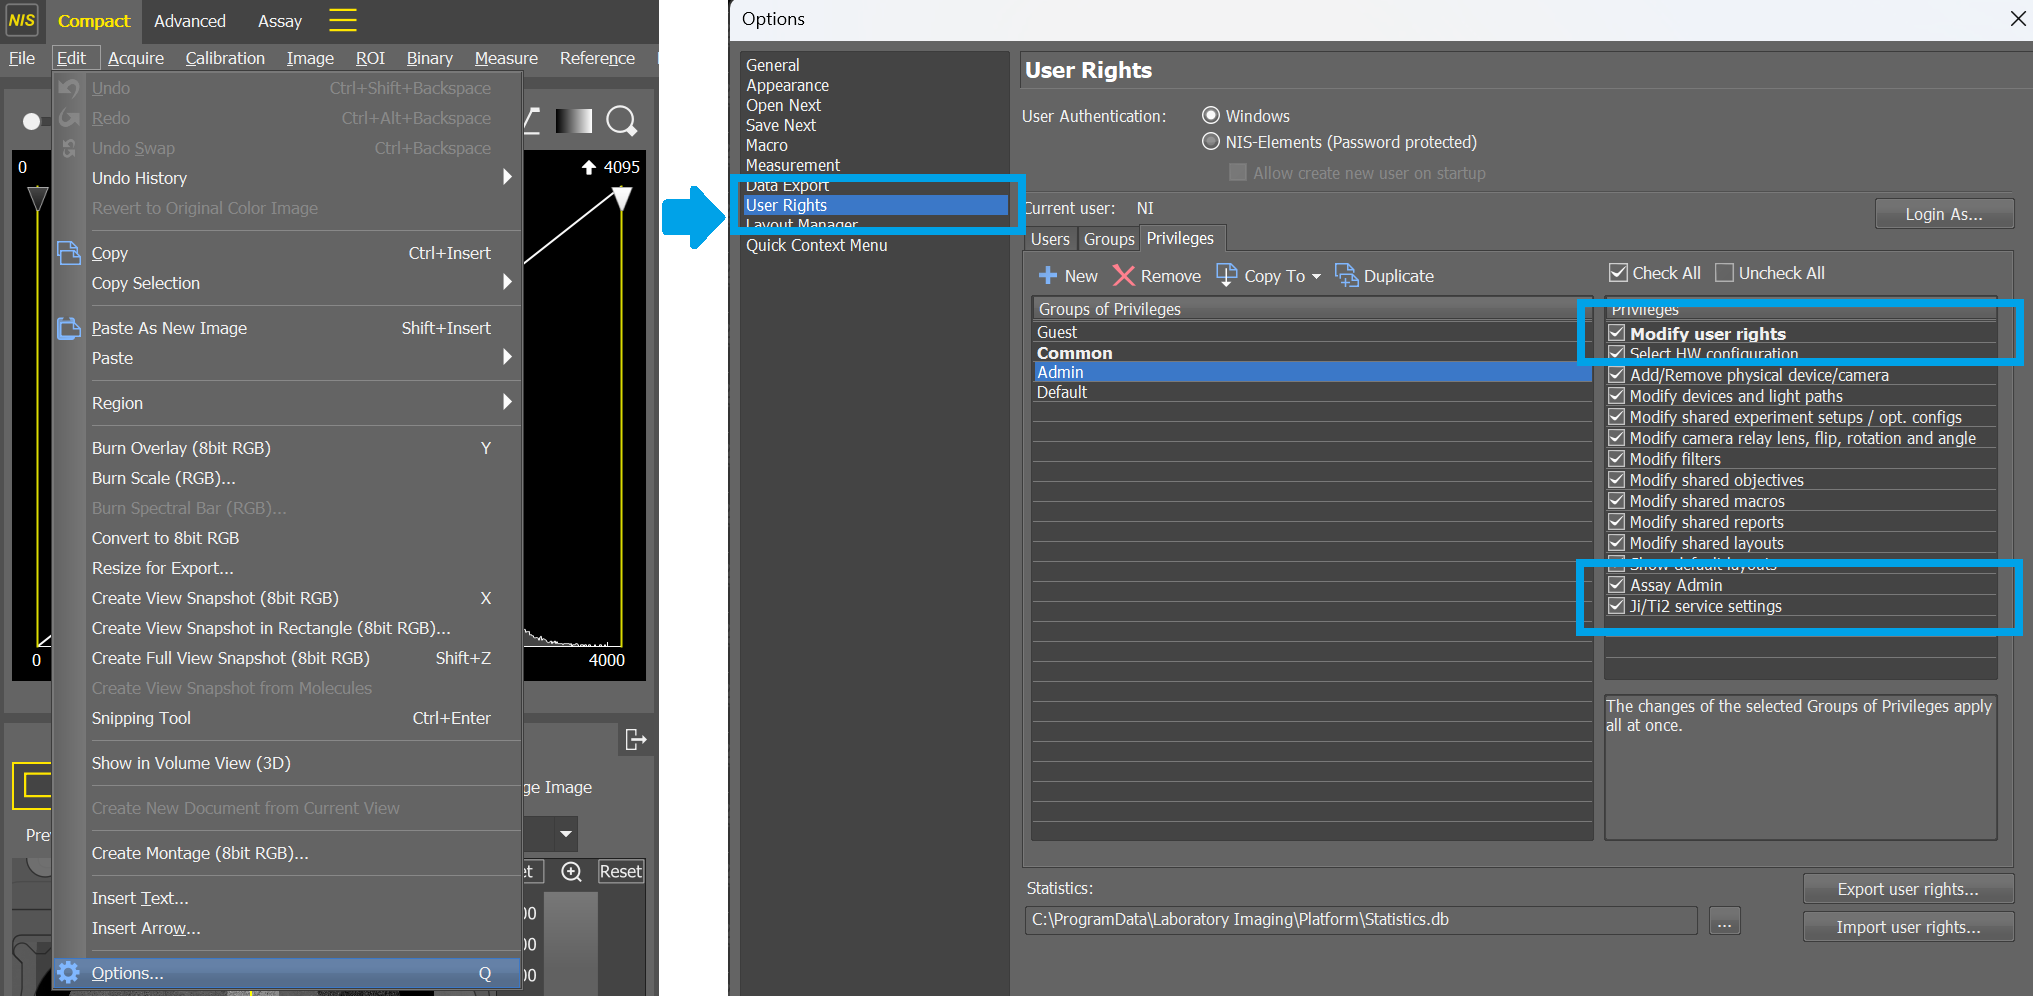 NIS Compact Advanced Assay
File Edit Acquire Calibration Image ROI Binary Measure Reference
Undo Ctrl+Shift+Backspace
Redo Ctrl+Alt+Backspace
Undo Swap Ctrl+Backspace
Undo History
Revert to Original Color Image
Copy Ctrl+Insert
Copy Selection
Paste As New Image Shift+Insert
Paste
Region
Burn Overlay (8bit RGB) Y
Burn Scale (RGB)...
Burn Spectral Bar (RGB)...
Convert to 8bit RGB
Resize for Export...
Create View Snapshot (8bit RGB) X
Create View Snapshot in Rectangle (8bit RGB)...
Create Full View Snapshot (8bit RGB) Shift+Z
Create View Snapshot from Molecules
Snipping Tool Ctrl+Enter
Show in Volume View (3D)
Create New Document from Current View
Create Montage (8bit RGB)...
Insert Text...
Insert Arrow...
Options... Q
0 4095
0 4000
ge Image
Pre
et Reset
00
00
00
Options
General
Appearance
Open Next
Save Next
Macro
Measurement
Data Export
User Rights
Layout Manager
Quick Context Menu
User Rights
User Authentication: Windows
NIS-Elements (Password protected)
Allow create new user on startup
Current user: NI
Login As...
Users Groups Privileges
New Remove Copy To Duplicate
Check All Uncheck All
Groups of Privileges
Guest
Common
Admin
Default
Privileges
Modify user rights
Select HW configuration
Add/Remove physical device/camera
Modify devices and light paths
Modify shared experiment setups / opt. configs
Modify camera relay lens, flip, rotation and angle
Modify filters
Modify shared objectives
Modify shared macros
Modify shared reports
Modify shared layouts
Show default layouts
Assay Admin
Ji/Ti2 service settings
The changes of the selected Groups of Privileges apply
all at once.
Statistics:
C:\ProgramData\Laboratory Imaging\Platform\Statistics.db
...
Export user rights...
Import user rights...